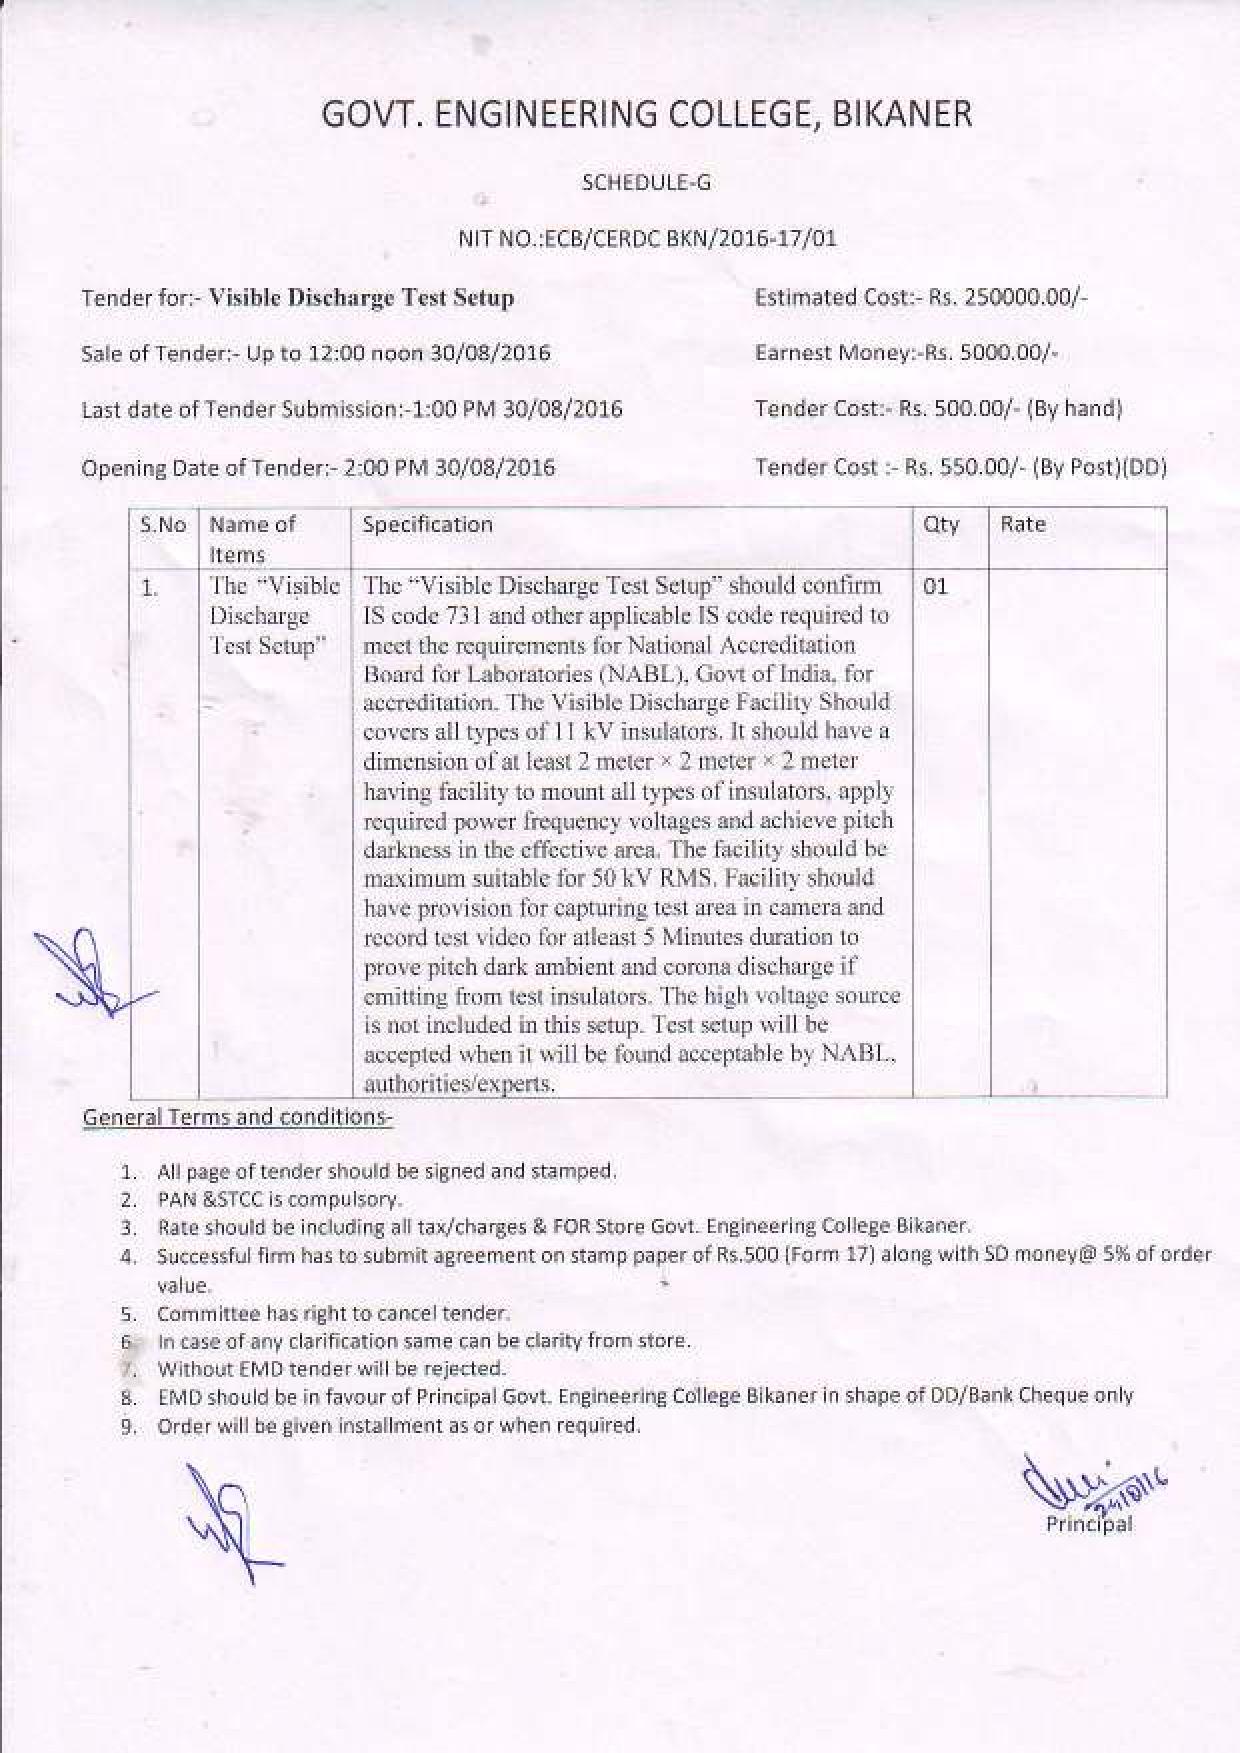 GOVT. ENGINEERING COLLEGE, BIKANER
SCHEDULE-G
NIT NO.:ECB/CERDC BKN/2016-17/01
Tender for:- Visible Discharge Test Setup Estimated Cost:- Rs. 250000.00/-
Sale of Tender:- Up to 12:00 noon 30/08/2016 Earnest Money:-Rs. 5000.00/-
Last date of Tender Submission:-1:00 PM 30/08/2016 Tender Cost:- Rs. 500.00/- (By hand)
Opening Date of Tender:- 2:00 PM 30/08/2016 Tender Cost :- Rs. 550.00/- (By Post)(DD)
S.No Name of Items Specification Qty Rate
1. The “Visible Discharge Test Setup” 
The “Visible Discharge Test Setup” should confirm
IS code 731 and other applicable IS code required to
meet the requirements for National Accreditation
Board for Laboratories (NABL), Govt of India, for
accreditation. The Visible Discharge Facility Should
covers all types of 11 kV insulators. It should have a
dimension of at least 2 meter × 2 meter × 2 meter
having facility to mount all types of insulators, apply
required power frequency voltages and achieve pitch
darkness in the effective area. The facility should be
maximum suitable for 50 kV RMS. Facility should
have provision for capturing test area in camera and
record test video for atleast 5 Minutes duration to
prove pitch dark ambient and corona discharge if
emitting from test insulators. The high voltage source
is not included in this setup. Test setup will be
accepted when it will be found acceptable by NABL,
authorities/experts.
01
General Terms and conditions-
1. All page of tender should be signed and stamped.
2. PAN &STCC is compulsory.
3. Rate should be including all tax/charges & FOR Store Govt. Engineering College Bikaner.
4. Successful firm has to submit agreement on stamp paper of Rs.500 (Form 17) along with SD money@ 5% of order
value.
5. Committee has right to cancel tender.
6. In case of any clarification same can be clarity from store.
7. Without EMD tender will be rejected.
8. EMD should be in favour of Principal Govt. Engineering College Bikaner in shape of DD/Bank Cheque only
9. Order will be given installment as or when required.
Principal